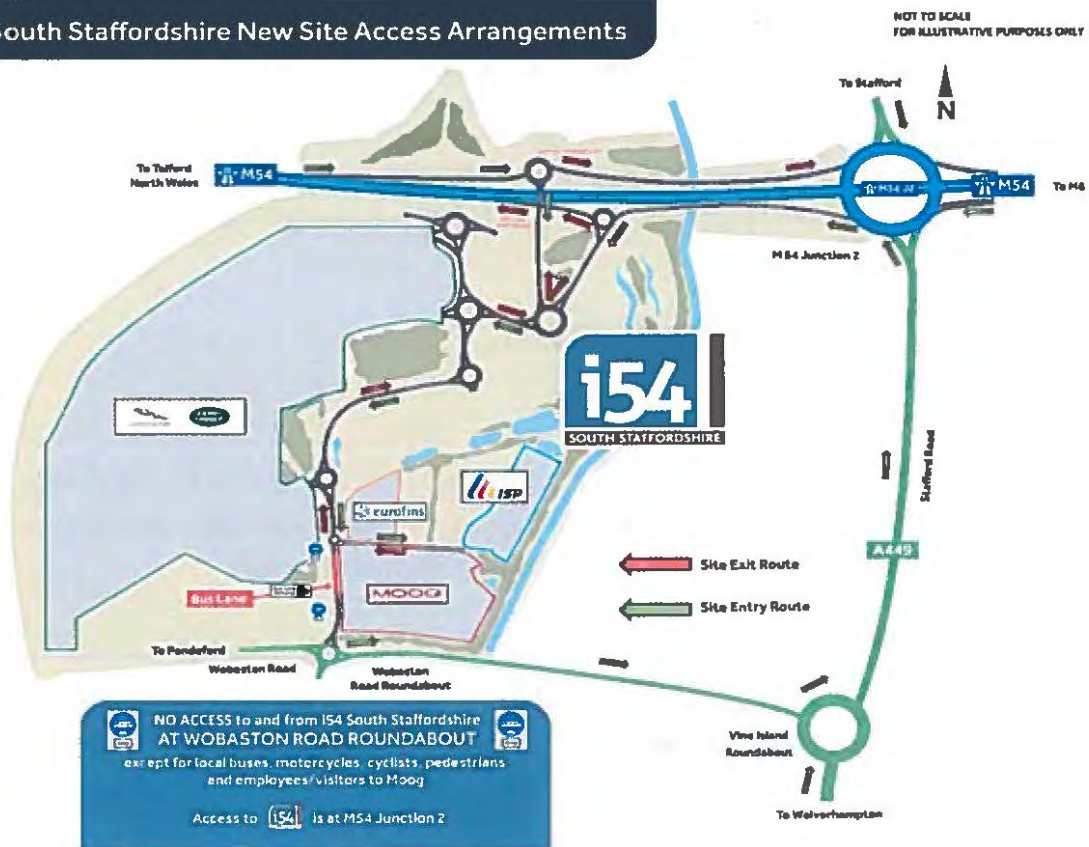 South Staffordshire New Site Access Arrangements
NOT TO SCALE
FOR ILLUSTRATIVE PURPOSES ONLY
To Stafford
N
To Telford
North Wales
M54
M54 J2
M54
To M6
M54 Junction 2
i54
SOUTH STAFFORDSHIRE
Stafford Road
ISP
eurofins
A449
Site Exit Route
Bus Lane
MOOG
Site Entry Route
To Pendeford
Wobaston Road
Wobaston
Road Roundabout
NO ACCESS to and from i54 South Staffordshire
AT WOBASTON ROAD ROUNDABOUT
except for local buses, motorcycles, cyclists, pedestrians
and employees/visitors to Moog
Access to i54 is at M54 Junction 2
Vine Island
Roundabout
To Wolverhampton